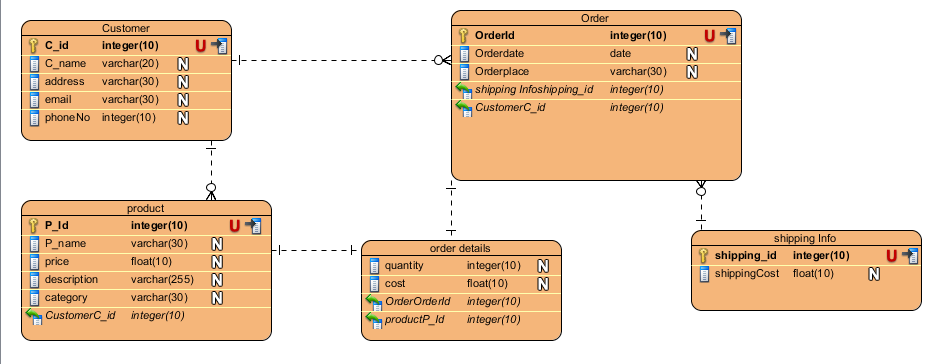 Customer
C_id integer(10) U
C_name varchar(20) N
address varchar(30) N
email varchar(30) N
phoneNo integer(10) N
Order
OrderId integer(10) U
Orderdate date N
Orderplace varchar(30) N
shipping Infoshipping_id integer(10)
CustomerC_id integer(10)
product
P_Id integer(10) U
P_name varchar(30) N
price float(10) N
description varchar(255) N
category varchar(30) N
CustomerC_id integer(10)
order details
quantity integer(10) N
cost float(10) N
OrderOrderId integer(10)
productP_Id integer(10)
shipping Info
shipping_id integer(10) U
shippingCost float(10) N